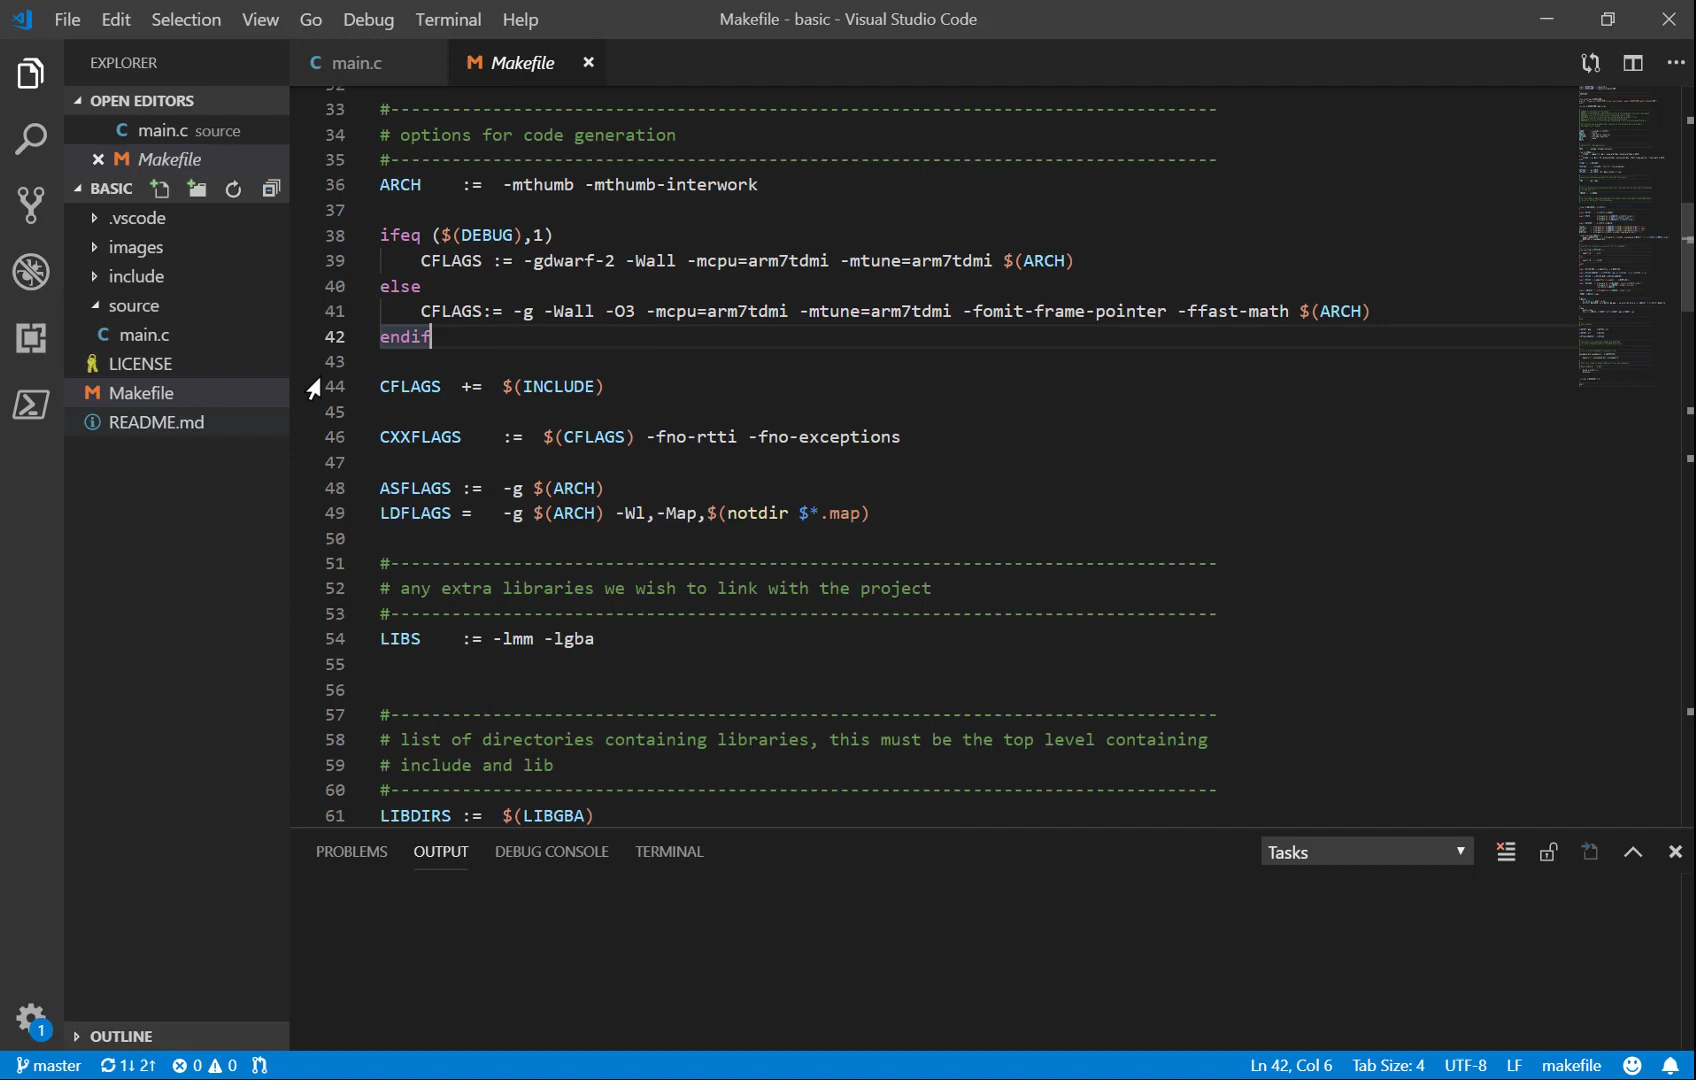 File Edit Selection View Go Debug Terminal Help
Makefile - basic - Visual Studio Code
EXPLORER
OPEN EDITORS
C main.c source
M Makefile
BASIC
.vscode
images
include
source
C main.c
LICENSE
M Makefile
README.md
OUTLINE
C main.c M Makefile
32
33 #---------------------------------------------------------------------------------
34 # options for code generation
35 #---------------------------------------------------------------------------------
36 ARCH := -mthumb -mthumb-interwork
37
38 ifeq ($(DEBUG),1)
39 CFLAGS := -gdwarf-2 -Wall -mcpu=arm7tdmi -mtune=arm7tdmi $(ARCH)
40 else
41 CFLAGS:= -g -Wall -O3 -mcpu=arm7tdmi -mtune=arm7tdmi -fomit-frame-pointer -ffast-math $(ARCH)
42 endif
43
44 CFLAGS += $(INCLUDE)
45
46 CXXFLAGS := $(CFLAGS) -fno-rtti -fno-exceptions
47
48 ASFLAGS := -g $(ARCH)
49 LDFLAGS = -g $(ARCH) -Wl,-Map,$(notdir $*.map)
50
51 #---------------------------------------------------------------------------------
52 # any extra libraries we wish to link with the project
53 #---------------------------------------------------------------------------------
54 LIBS := -lmm -lgba
55
56
57 #---------------------------------------------------------------------------------
58 # list of directories containing libraries, this must be the top level containing
59 # include and lib
60 #---------------------------------------------------------------------------------
61 LIBDIRS := $(LIBGBA)
PROBLEMS OUTPUT DEBUG CONSOLE TERMINAL
Tasks
1
master 1↓ 2↑ 0 0
Ln 42, Col 6 Tab Size: 4 UTF-8 LF makefile